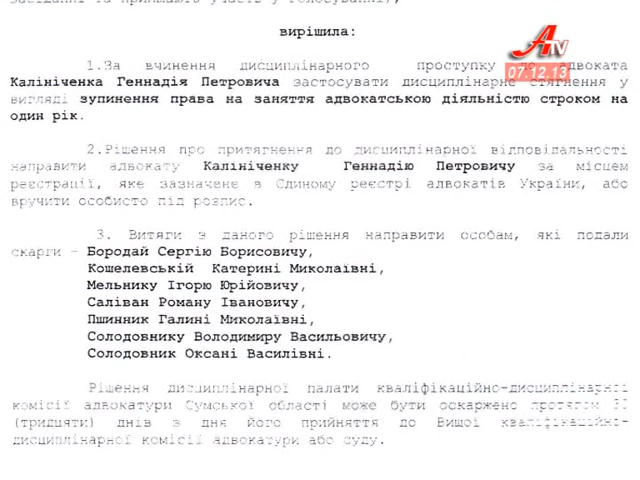 засіданні та приймають участь у голосуванні),
вирішила:
Atv
07.12.13
1.За вчинення дисциплінарного проступку до адвоката
Калініченка Геннадія Петровича застосувати дисциплінарне стягнення у
вигляді зупинення права на заняття адвокатською діяльністю строком на
один рік.
2.Рішення про притягнення до дисциплінарної відповідальності
направити адвокату Калініченку Геннадію Петровичу за місцем
реєстрації, яке зазначене в Єдиному реєстрі адвокатів України, або
вручити особисто під розпис.
3. Витяги з даного рішення направити особам, які подали
скарги – Бородай Сергію Борисовичу,
Кошелевській Катерині Миколаївні,
Мельнику Ігорю Юрійовичу,
Саліван Роману Івановичу,
Пшинник Галині Миколаївні,
Солодовнику Володимиру Васильовичу,
Солодовник Оксані Василівні.
Рішення дисциплінарної палати кваліфікаційно-дисциплінарної
комісії адвокатури Сумської області може бути оскаржено протягом 30
(тридцяти) днів з дня його прийняття до Вищої кваліфікаційно-
дисциплінарної комісії адвокатури або суду.